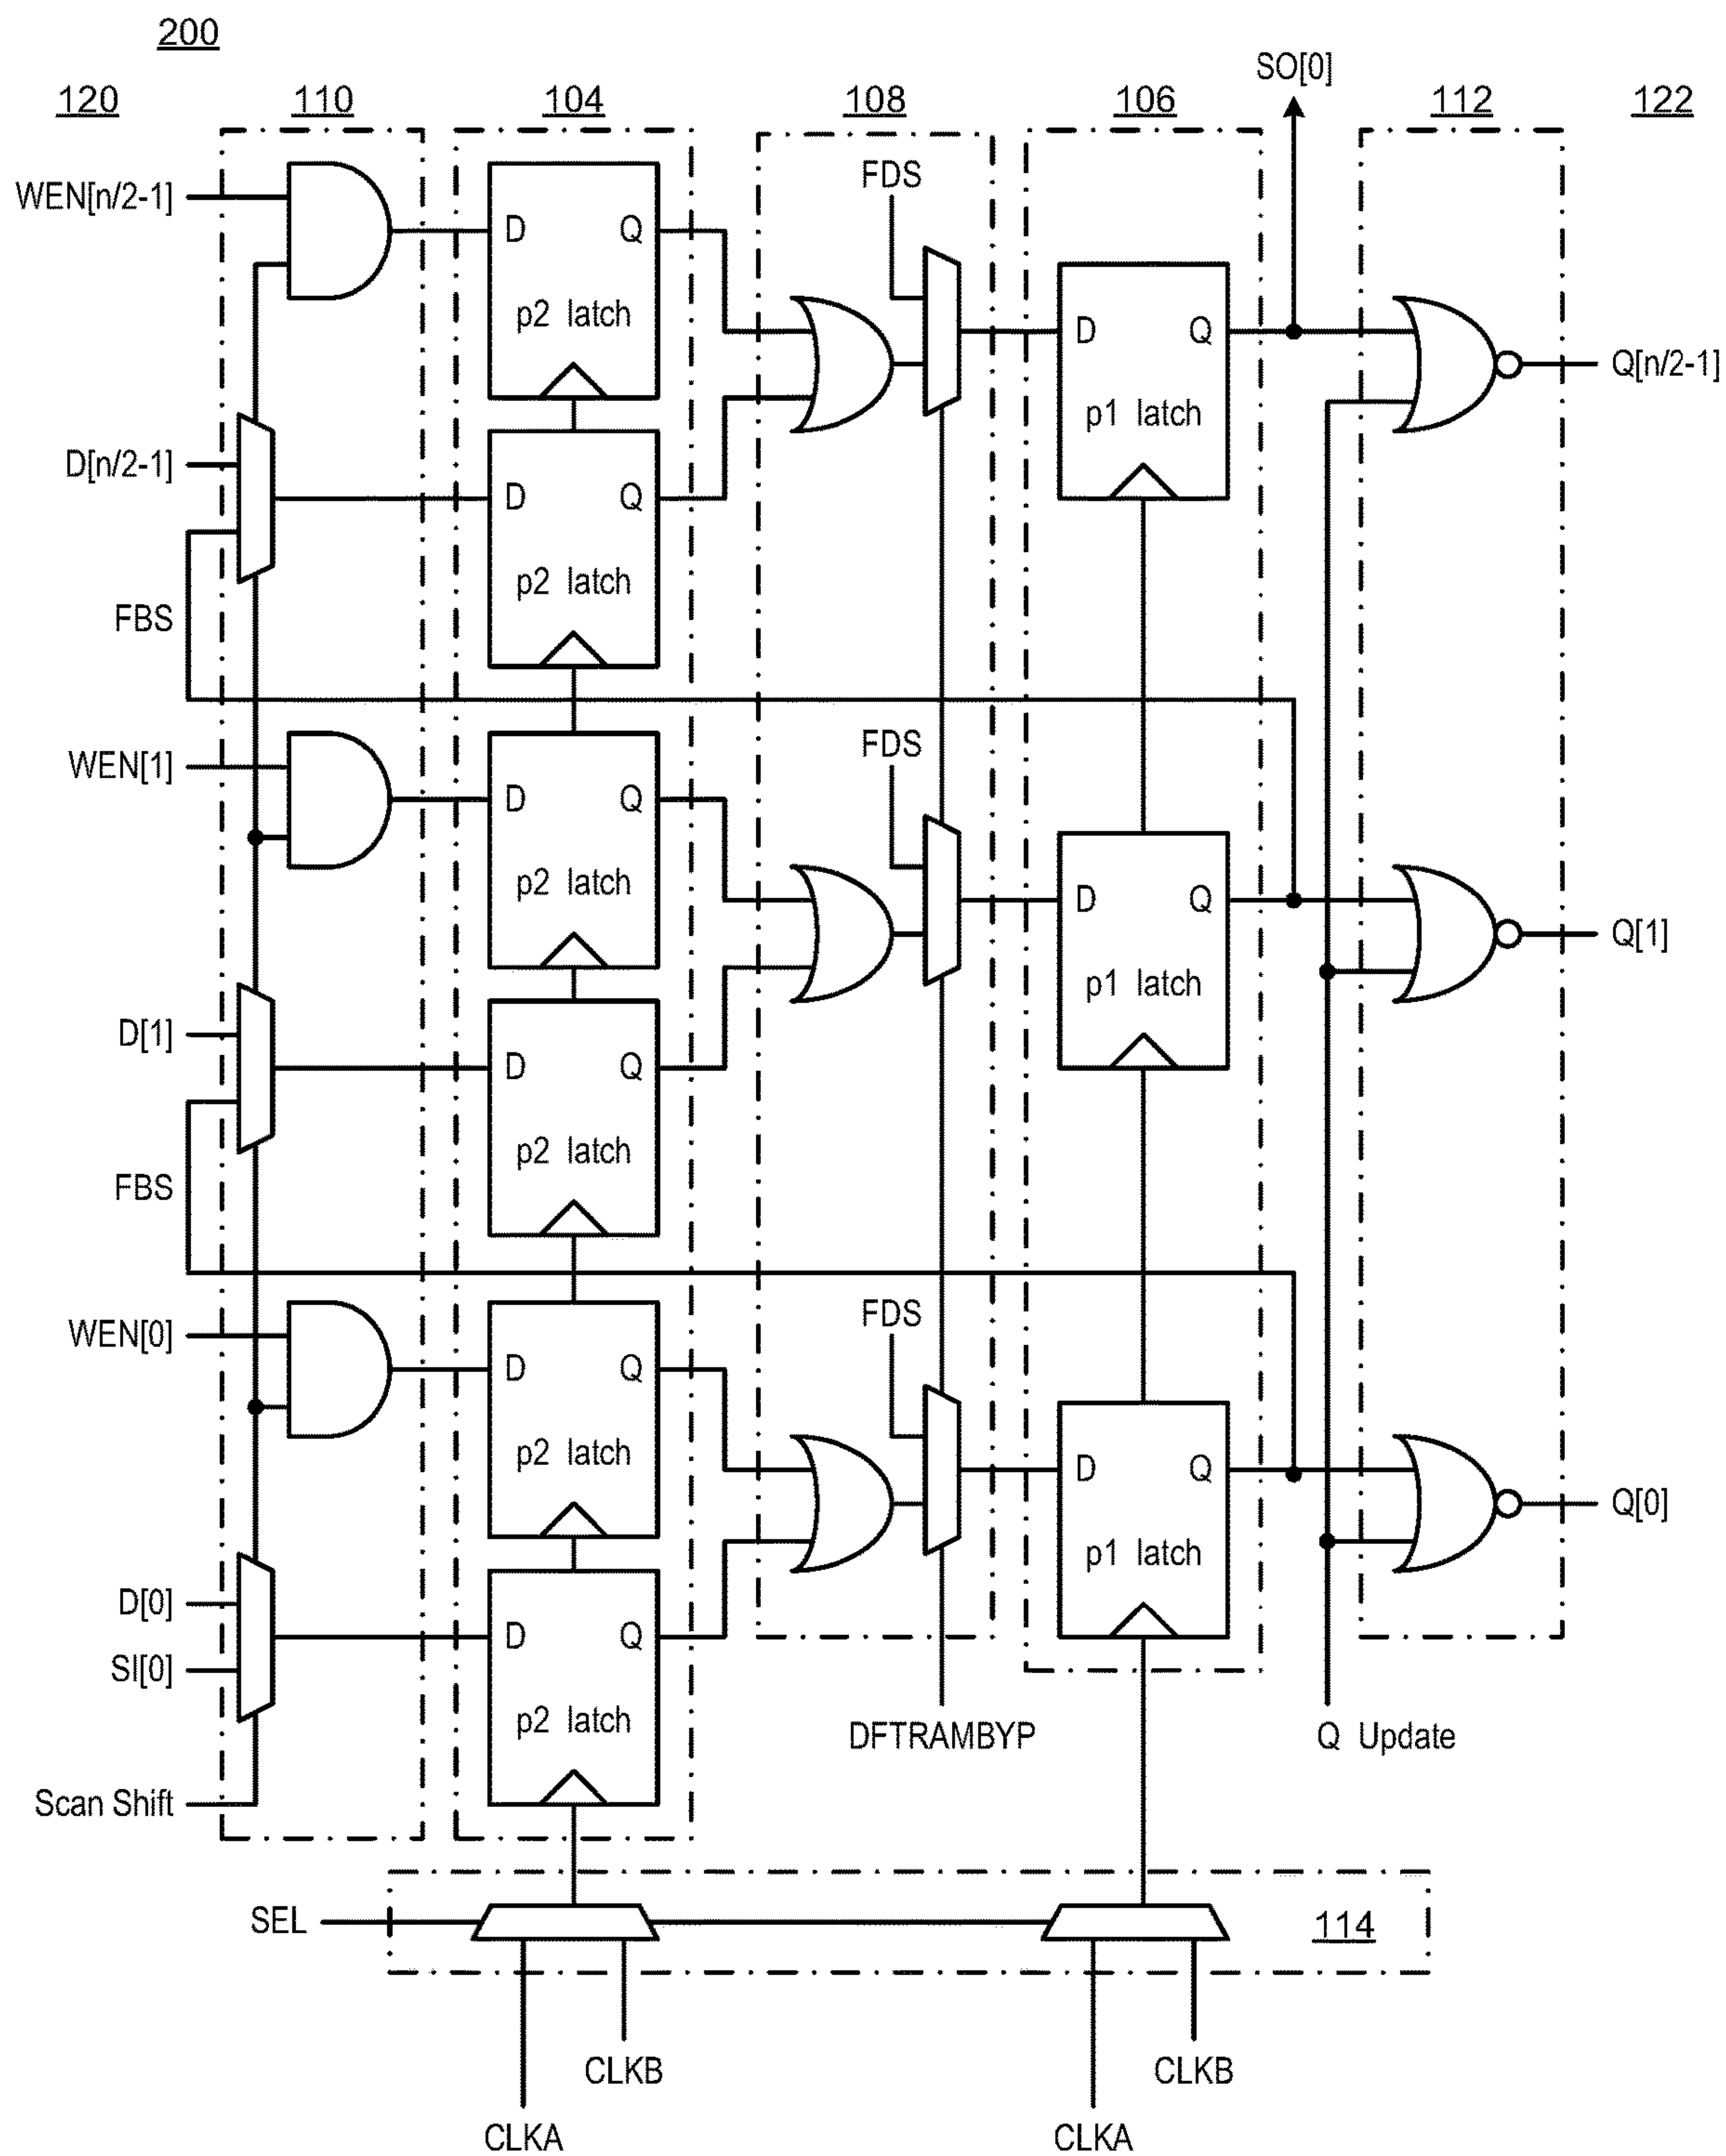 200
SO[0]
120 110 104 108 106 112 122
WEN[n/2-1] FDS
D Q
p2 latch
D Q
p1 latch
Q[n/2-1]
D[n/2-1]
D Q
p2 latch
FBS
WEN[1] FDS
D Q
p2 latch
D Q
p1 latch
Q[1]
D[1]
D Q
p2 latch
FBS
WEN[0] FDS
D Q
p2 latch
D Q
p1 latch
Q[0]
D[0]
SI[0]
D Q
p2 latch
DFTRAMBYP Q Update
Scan Shift
SEL 114
CLKB CLKB
CLKA CLKA